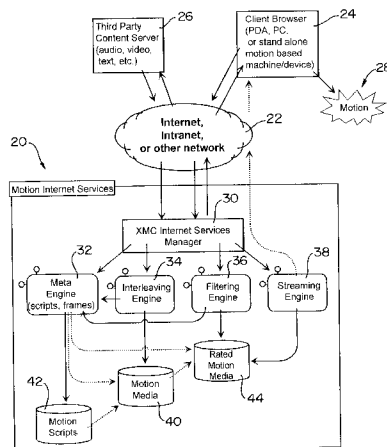 26
Third Party
Content Server
(audio, video,
text, etc.)
Client Browser
(PDA, PC.
or stand alone
motion based
machine/device)
24
28
Motion
Internet,
Intranet,
or other network
22
20
Motion Internet Services
30
XMC Internet Services
Manager
32
34
36
38
Meta
Engine
(scripts, frames)
Interleaving
Engine
Filtering
Engine
Streaming
Engine
42
Motion
Scripts
Motion
Media
40
Rated
Motion
Media
44